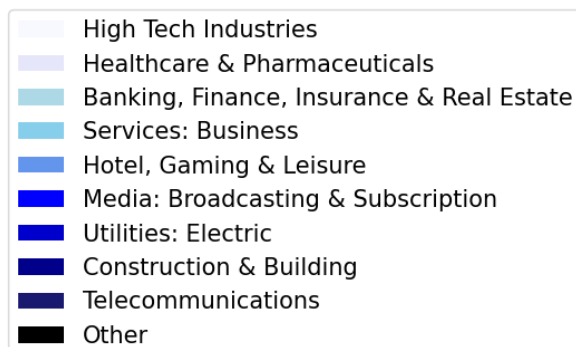 High Tech Industries
Healthcare & Pharmaceuticals
Banking, Finance, Insurance & Real Estate
Services: Business
Hotel, Gaming & Leisure
Media: Broadcasting & Subscription
Utilities: Electric
Construction & Building
Telecommunications
Other